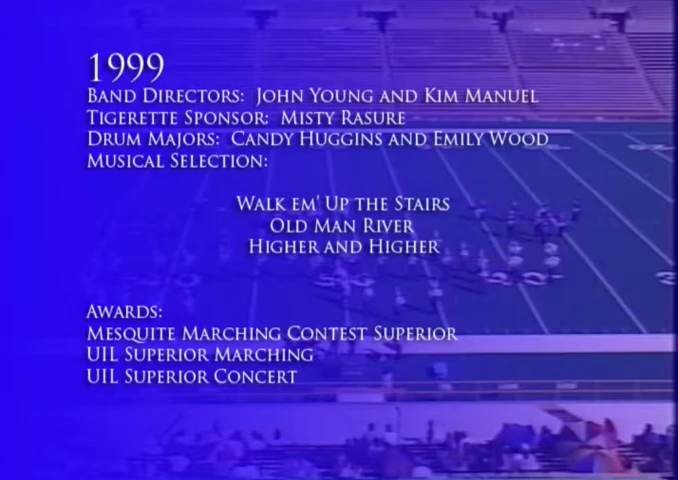 1999
Band Directors: John Young and Kim Manuel
Tigerette Sponsor: Misty Rasure
Drum Majors: Candy Huggins and Emily Wood
Musical Selection:
Walk em' Up the Stairs
Old Man River
Higher and Higher
Awards:
Mesquite Marching Contest Superior
UIL Superior Marching
UIL Superior Concert